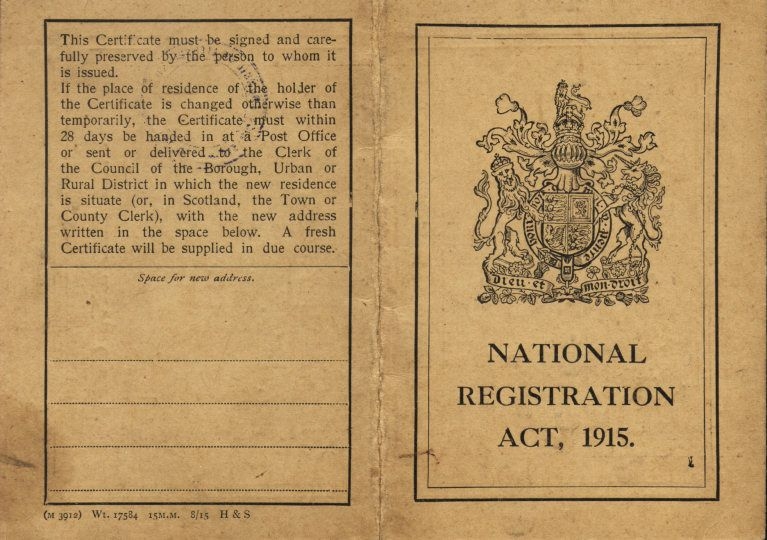 This Certificate must be signed and care-
fully preserved by the person to whom it
is issued.
If the place of residence of the holder of
the Certificate is changed otherwise than
temporarily, the Certificate must within
28 days be handed in at a Post Office
or sent or delivered to the Clerk of
the Council of the Borough, Urban or
Rural District in which the new residence
is situate (or, in Scotland, the Town or
County Clerk), with the new address
written in the space below. A fresh
Certificate will be supplied in due course.
Space for new address.
(M 3912) Wt. 17584 15M.M. 8/15 H & S
Dieu et mon droit
NATIONAL
REGISTRATION
ACT, 1915.